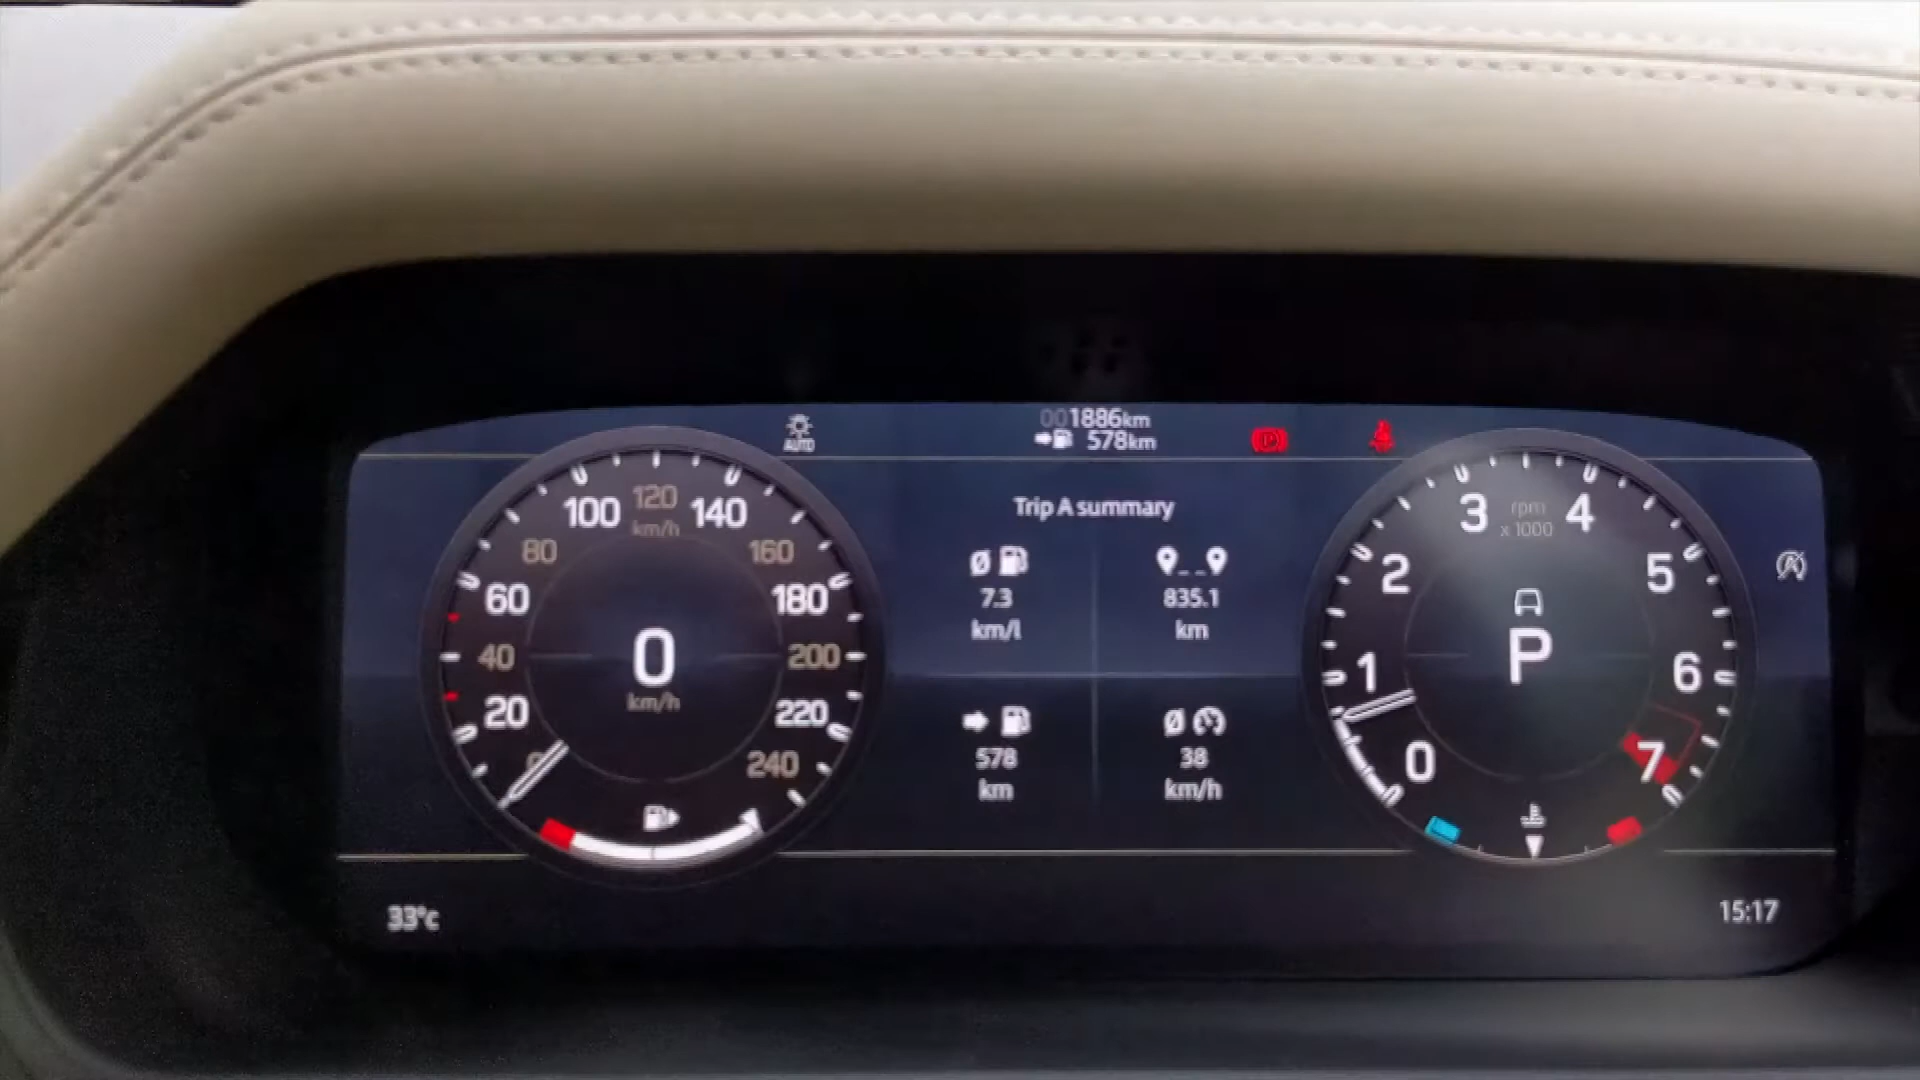 001886km
AUTO
578km
Trip A summary
100 120 140
km/h
80 160
60 180
40 200
20 220
0 240
0
km/h
7.3
km/l
835.1
km
578
km
38
km/h
3 rpm 4
x 1000
2 5
1 6
0 7
P
33°c
15:17